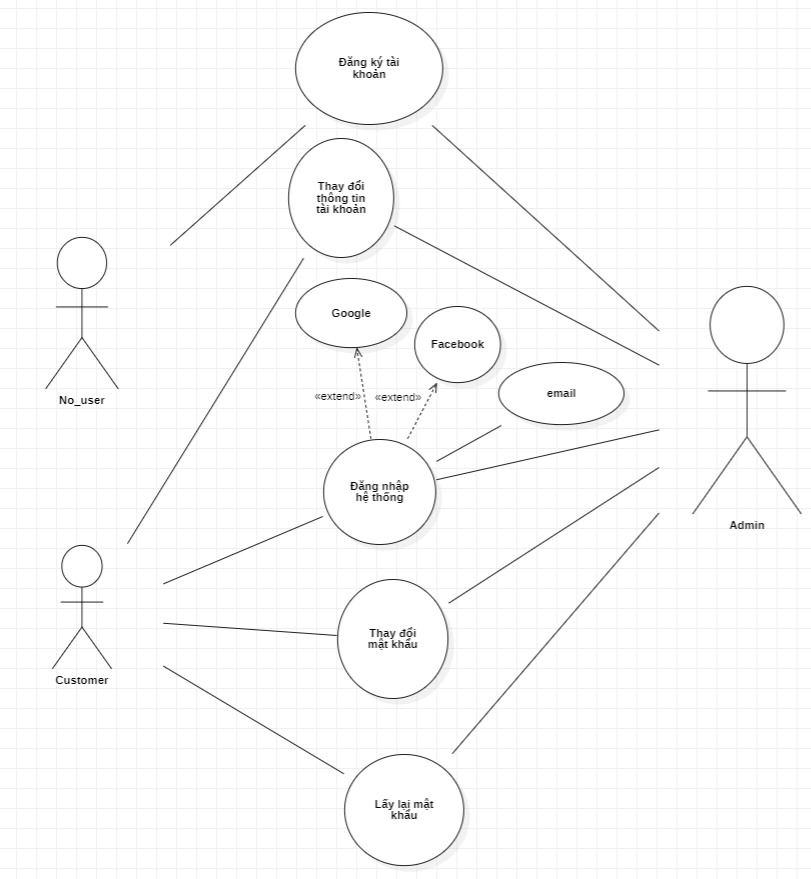 Đăng ký tài
khoản
Thay đổi
thông tin
tài khoản
Google
Facebook
email
«extend»
«extend»
No_user
Đăng nhập
hệ thống
Admin
Thay đổi
mật khẩu
Customer
Lấy lại mật
khẩu